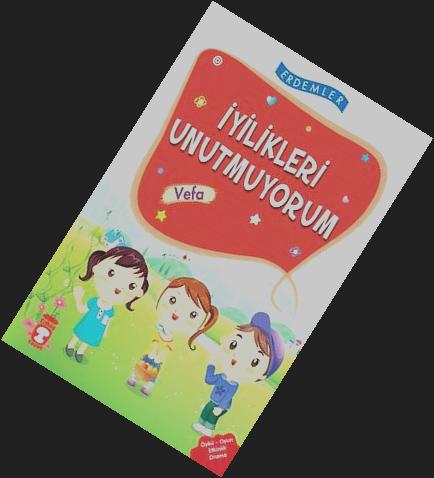 ERDEMLER
İYİLİKLERİ
UNUTMUYORUM
Vefa
Öykü - Oyun
Etkinlik
Drama